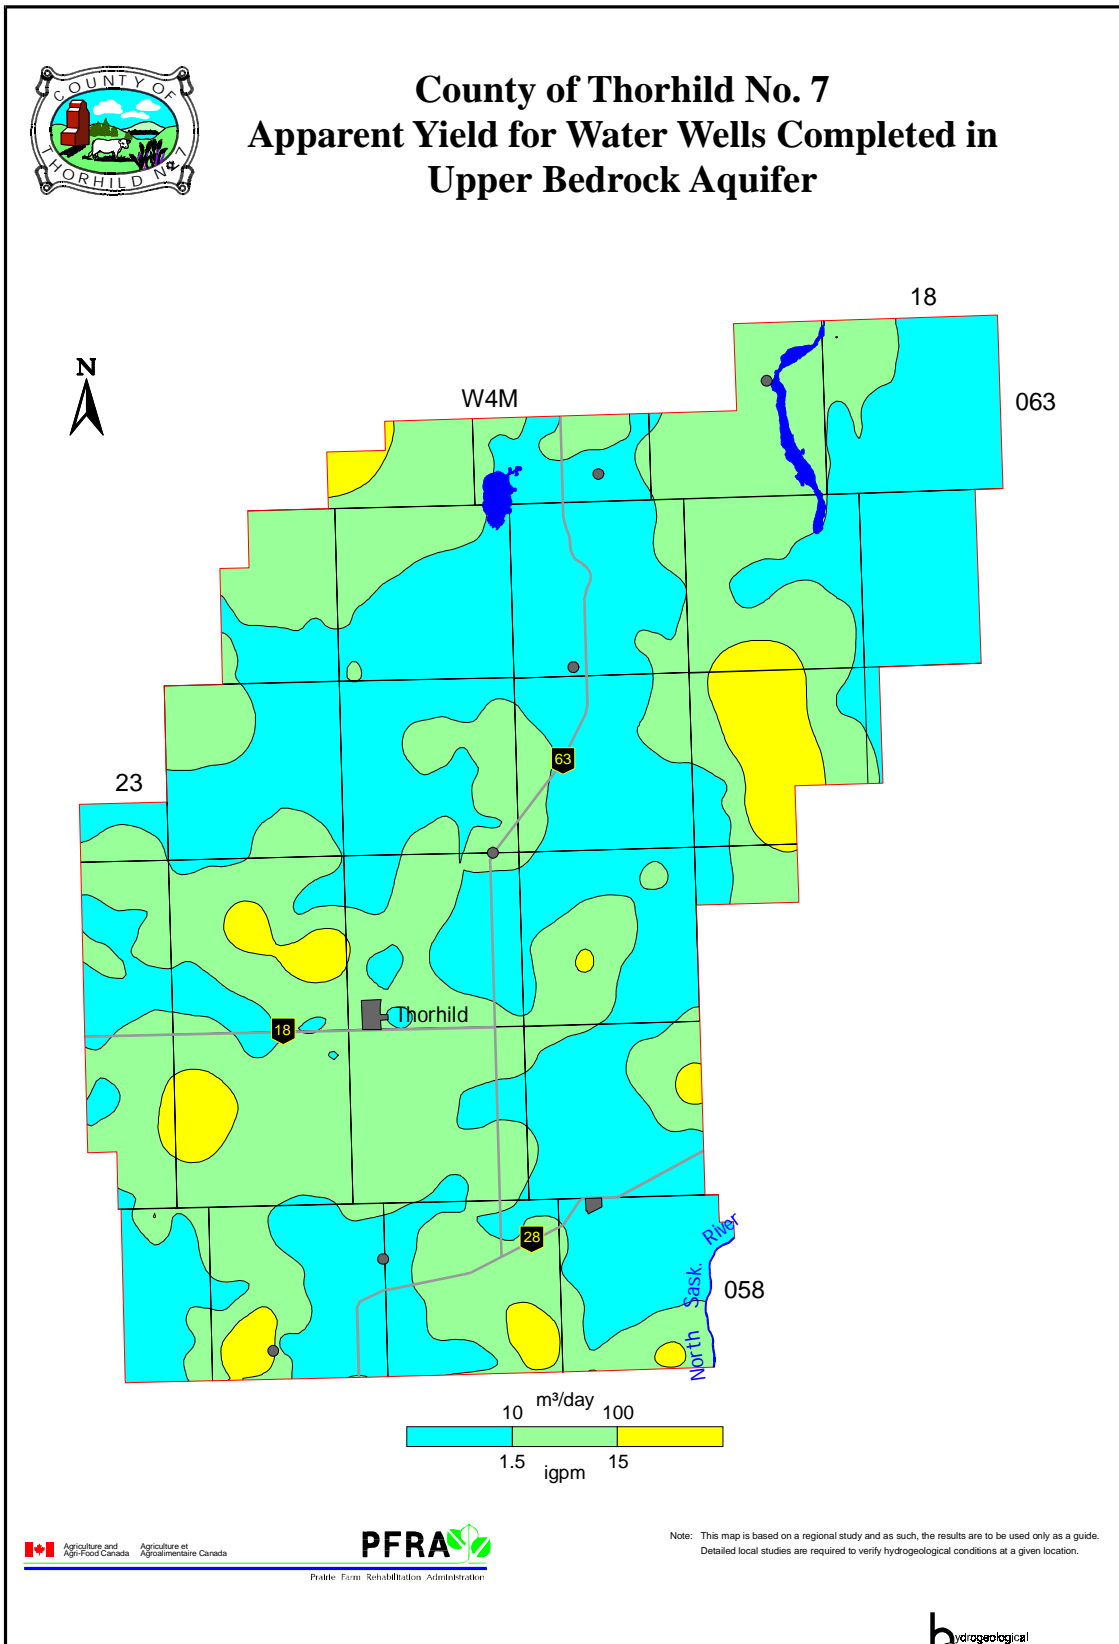 COUNTY OF
THORHILD No 7
County of Thorhild No. 7
Apparent Yield for Water Wells Completed in
Upper Bedrock Aquifer
18
N
W4M
063
63
23
Thorhild
18
28
North Sask. River
058
m³/day
10 100
1.5 15
igpm
Agriculture and Agriculture et
Agri-Food Canada Agroalimentaire Canada
PFRA
Prairie Farm Rehabilitation Administration
Note: This map is based on a regional study and as such, the results are to be used only as a guide.
Detailed local studies are required to verify hydrogeological conditions at a given location.
hydrogeological